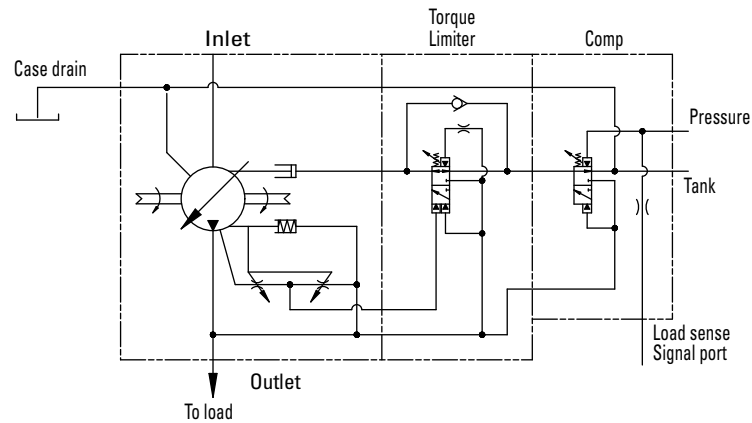 Inlet
Torque
Limiter
Comp
Case drain
Pressure
Tank
Load sense
Signal port
Outlet
To load